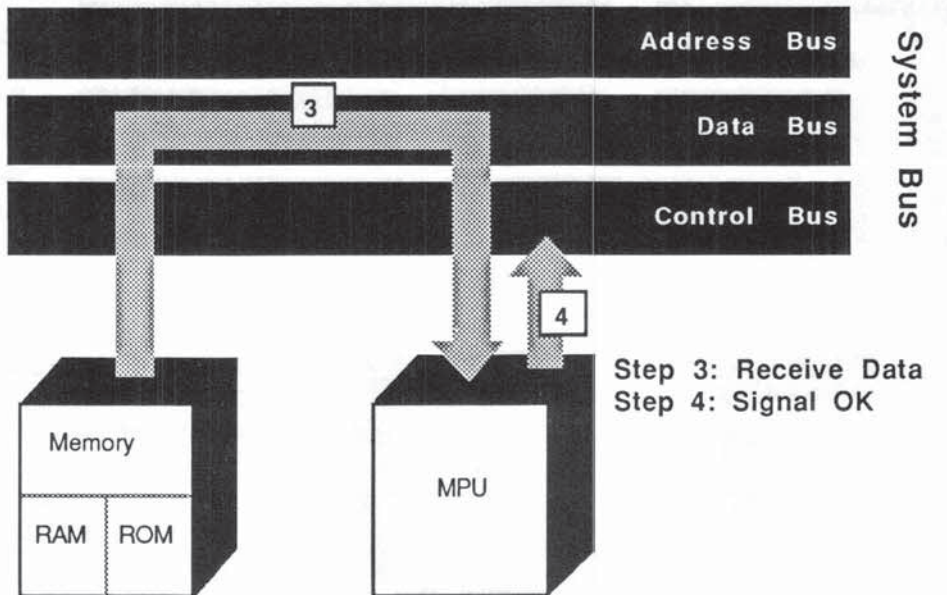 Address Bus
3
Data Bus
Control Bus
System Bus
4
Step 3: Receive Data
Step 4: Signal OK
Memory
RAM ROM
MPU